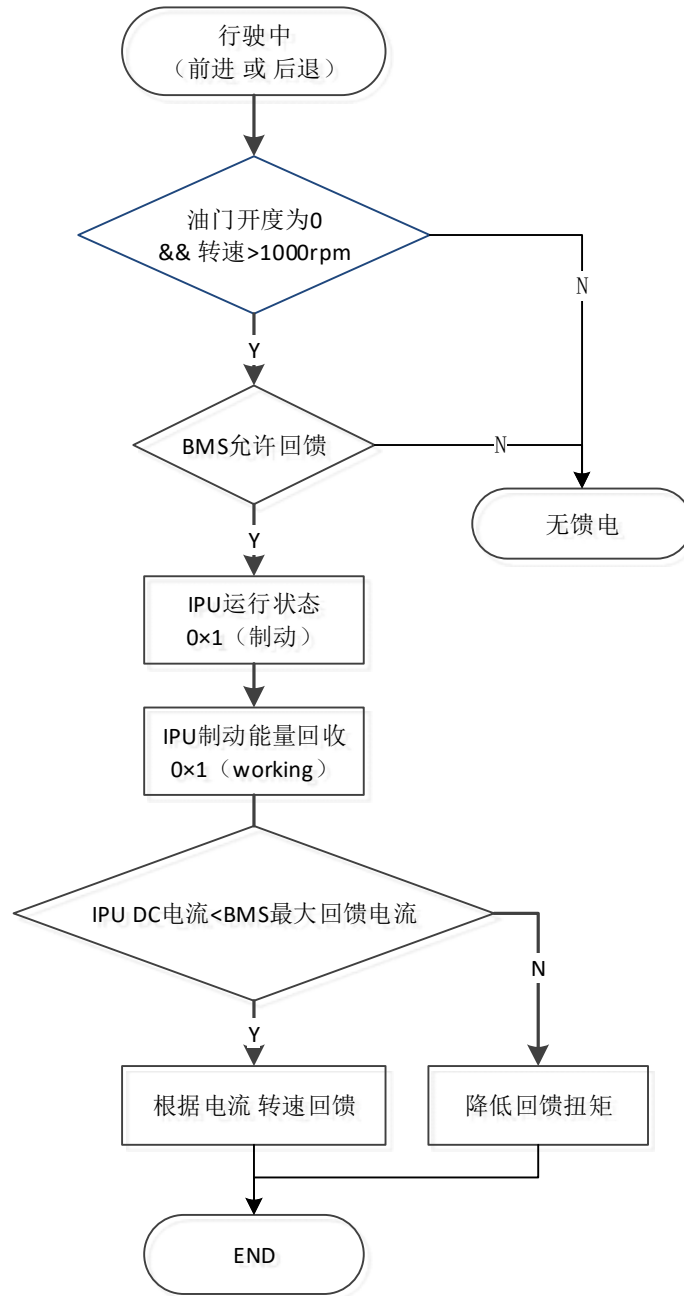 行驶中
（前进 或 后退）
油门开度为0
&& 转速>1000rpm
N
Y
BMS允许回馈
N
无馈电
Y
IPU运行状态
0×1（制动）
IPU制动能量回收
0×1（working）
IPU DC电流<BMS最大回馈电流
N
Y
根据电流 转速回馈
降低回馈扭矩
END